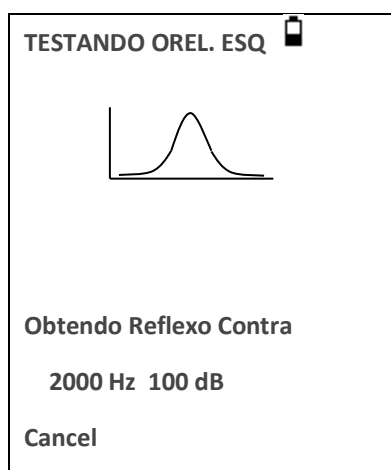 TESTANDO OREL. ESQ
Obtendo Reflexo Contra
2000 Hz 100 dB
Cancel